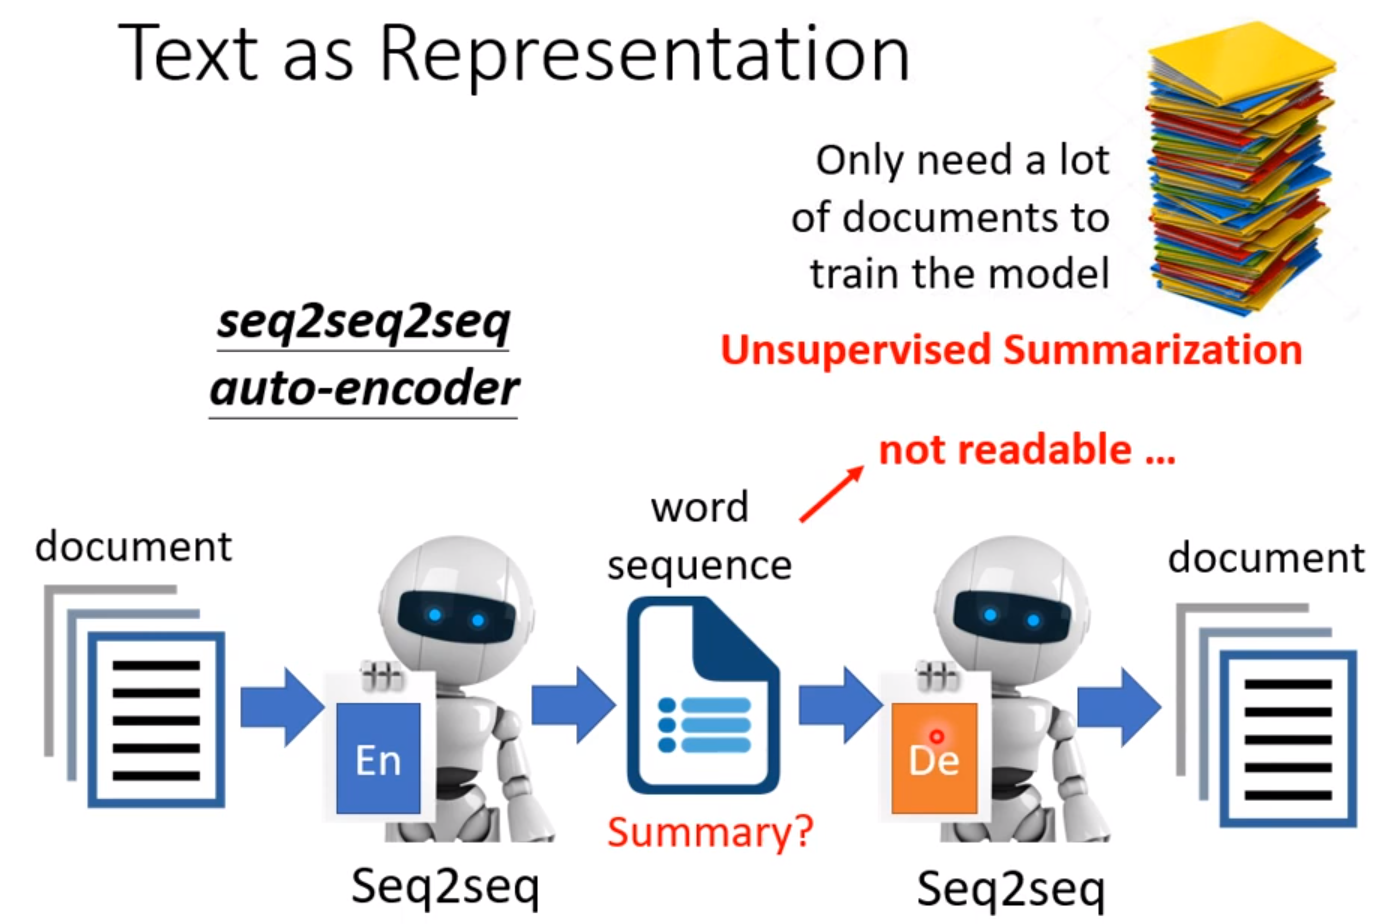 Text as Representation
Only need a lot
of documents to
train the model
seq2seq2seq
auto-encoder
Unsupervised Summarization
not readable ...
word
sequence
document
document
En
De
Summary?
Seq2seq
Seq2seq